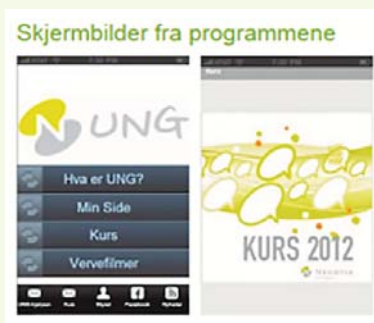 Skjermbilder fra programmene
N UNG
Hva er UNG?
Min Side
Kurs
Vervefilmer
Facebook
KURS 2012